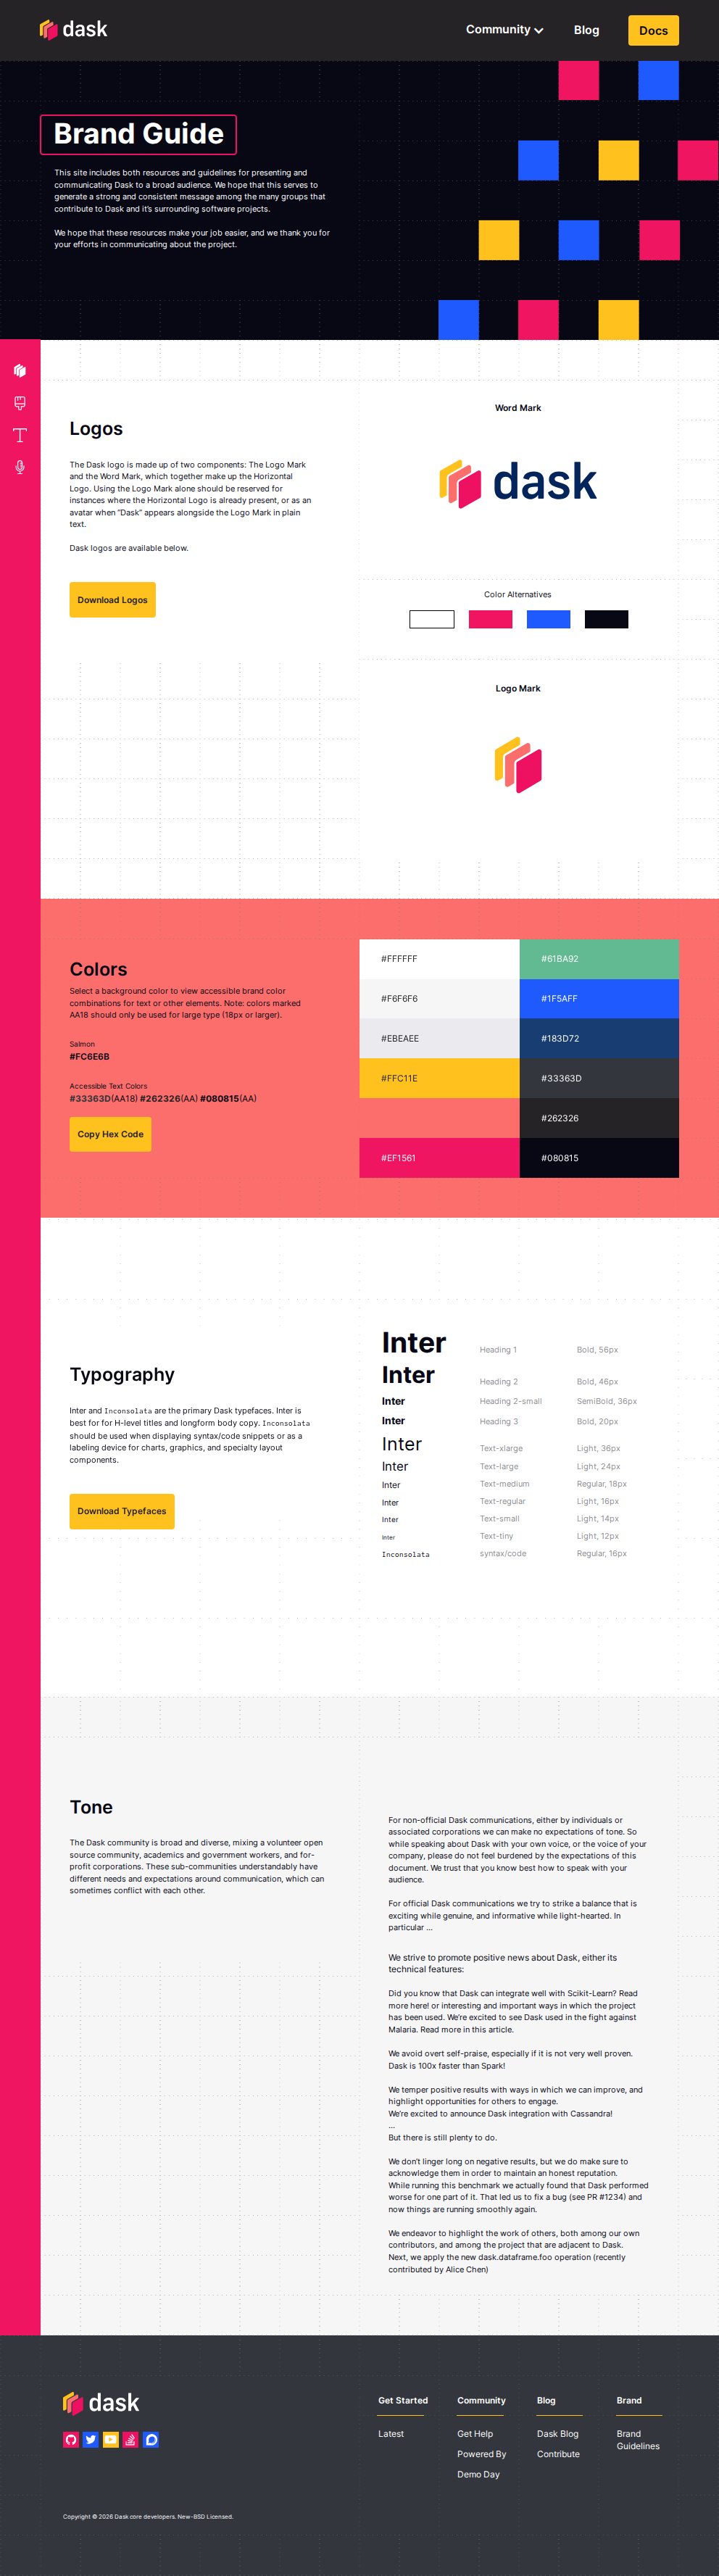 dask
Community
Blog
Docs
Brand Guide
This site includes both resources and guidelines for presenting and
communicating Dask to a broad audience. We hope that this serves to
generate a strong and consistent message among the many groups that
contribute to Dask and it's surrounding software projects.
We hope that these resources make your job easier, and we thank you for
your efforts in communicating about the project.
Logos
The Dask logo is made up of two components: The Logo Mark
and the Word Mark, which together make up the Horizontal
Logo. Using the Logo Mark alone should be reserved for
instances where the Horizontal Logo is already present, or as an
avatar when “Dask” appears alongside the Logo Mark in plain
text.
Dask logos are available below.
Download Logos
Word Mark
dask
Color Alternatives
Logo Mark
Colors
Select a background color to view accessible brand color
combinations for text or other elements. Note: colors marked
AA18 should only be used for large type (18px or larger).
Salmon
#FC6E6B
Accessible Text Colors
#33363D(AA18) #262326(AA) #080815(AA)
Copy Hex Code
#FFFFFF
#61BA92
#F6F6F6
#1F5AFF
#EBEAEE
#183D72
#FFC11E
#33363D
#262326
#EF1561
#080815
Typography
Inter and Inconsolata are the primary Dask typefaces. Inter is
best for for H-level titles and longform body copy. Inconsolata
should be used when displaying syntax/code snippets or as a
labeling device for charts, graphics, and specialty layout
components.
Download Typefaces
Inter Heading 1 Bold, 56px
Inter Heading 2 Bold, 46px
Inter Heading 2-small SemiBold, 36px
Inter Heading 3 Bold, 20px
Inter Text-xlarge Light, 36px
Inter Text-large Light, 24px
Inter Text-medium Regular, 18px
Inter Text-regular Light, 16px
Inter Text-small Light, 14px
Inter Text-tiny Light, 12px
Inconsolata syntax/code Regular, 16px
Tone
The Dask community is broad and diverse, mixing a volunteer open
source community, academics and government workers, and for-
profit corporations. These sub-communities understandably have
different needs and expectations around communication, which can
sometimes conflict with each other.
For non-official Dask communications, either by individuals or
associated corporations we can make no expectations of tone. So
while speaking about Dask with your own voice, or the voice of your
company, please do not feel burdened by the expectations of this
document. We trust that you know best how to speak with your
audience.
For official Dask communications we try to strike a balance that is
exciting while genuine, and informative while light-hearted. In
particular ...
We strive to promote positive news about Dask, either its
technical features:
Did you know that Dask can integrate well with Scikit-Learn? Read
more here! or interesting and important ways in which the project
has been used. We're excited to see Dask used in the fight against
Malaria. Read more in this article.
We avoid overt self-praise, especially if it is not very well proven.
Dask is 100x faster than Spark!
We temper positive results with ways in which we can improve, and
highlight opportunities for others to engage.
We're excited to announce Dask integration with Cassandra!
...
But there is still plenty to do.
We don't linger long on negative results, but we do make sure to
acknowledge them in order to maintain an honest reputation.
While running this benchmark we actually found that Dask performed
worse for one part of it. That led us to fix a bug (see PR #1234) and
now things are running smoothly again.
We endeavor to highlight the work of others, both among our own
contributors, and among the project that are adjacent to Dask.
Next, we apply the new dask.dataframe.foo operation (recently
contributed by Alice Chen)
dask
Get Started
Latest
Community
Get Help
Powered By
Demo Day
Blog
Dask Blog
Contribute
Brand
Brand
Guidelines
Copyright © 2026 Dask core developers. New-BSD Licensed.